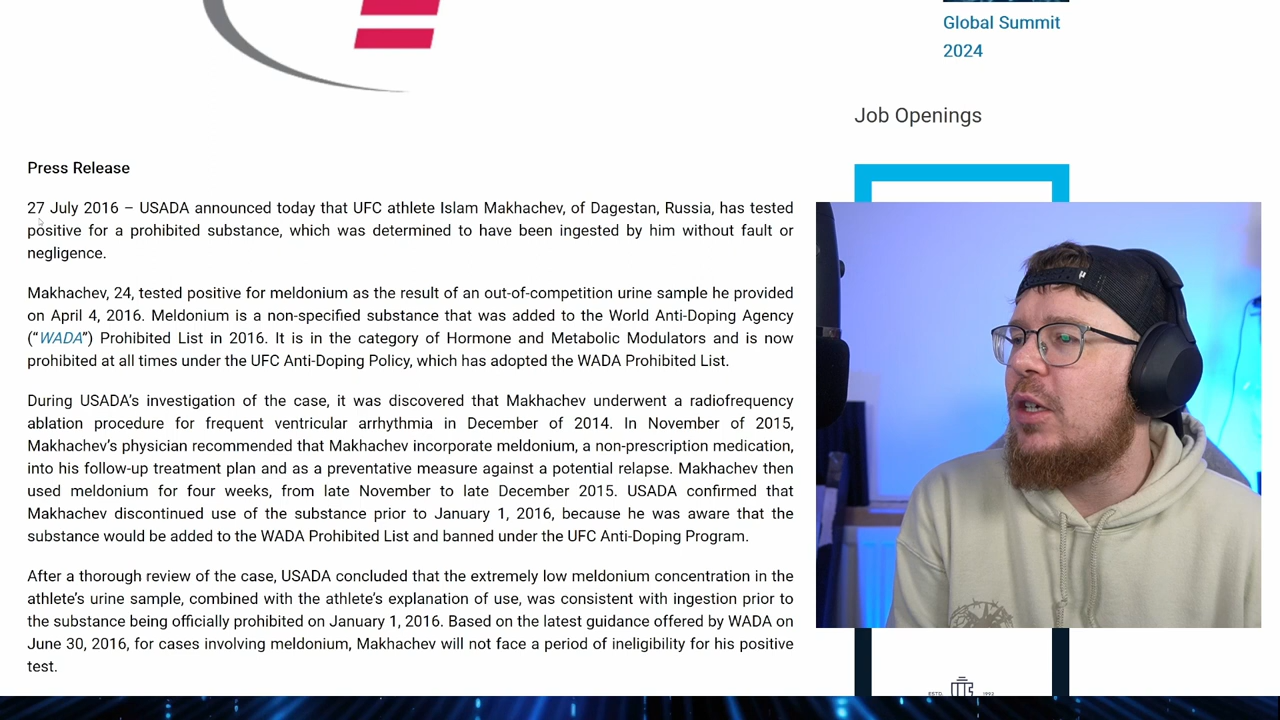 Global Summit
2024
Job Openings
Press Release
27 July 2016 – USADA announced today that UFC athlete Islam Makhachev, of Dagestan, Russia, has tested
positive for a prohibited substance, which was determined to have been ingested by him without fault or
negligence.
Makhachev, 24, tested positive for meldonium as the result of an out-of-competition urine sample he provided
on April 4, 2016. Meldonium is a non-specified substance that was added to the World Anti-Doping Agency
(“WADA”) Prohibited List in 2016. It is in the category of Hormone and Metabolic Modulators and is now
prohibited at all times under the UFC Anti-Doping Policy, which has adopted the WADA Prohibited List.
During USADA’s investigation of the case, it was discovered that Makhachev underwent a radiofrequency
ablation procedure for frequent ventricular arrhythmia in December of 2014. In November of 2015,
Makhachev’s physician recommended that Makhachev incorporate meldonium, a non-prescription medication,
into his follow-up treatment plan and as a preventative measure against a potential relapse. Makhachev then
used meldonium for four weeks, from late November to late December 2015. USADA confirmed that
Makhachev discontinued use of the substance prior to January 1, 2016, because he was aware that the
substance would be added to the WADA Prohibited List and banned under the UFC Anti-Doping Program.
After a thorough review of the case, USADA concluded that the extremely low meldonium concentration in the
athlete’s urine sample, combined with the athlete’s explanation of use, was consistent with ingestion prior to
the substance being officially prohibited on January 1, 2016. Based on the latest guidance offered by WADA on
June 30, 2016, for cases involving meldonium, Makhachev will not face a period of ineligibility for his positive
test.